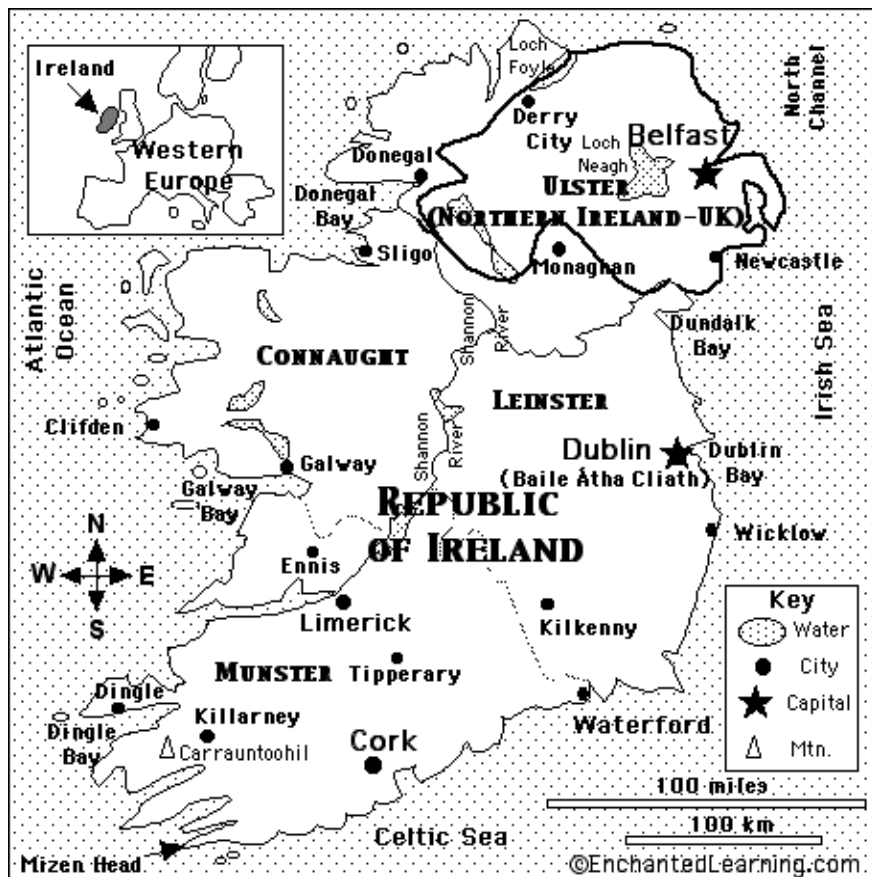 Ireland
Western
Europe
Loch
Foyle
North
Channel
Derry
City
Belfast
Loch
Neagh
Donegal
Donegal
Bay
ULSTER
(NORTHERN IRELAND-UK)
Sligo
Monaghan
Newcastle
Atlantic
Ocean
Shannon
River
Dundalk
Bay
Irish Sea
CONNAUGHT
LEINSTER
Clifden
Shannon
River
Galway
Dublin
(Baile Átha Cliath)
Dublin
Bay
Galway
Bay
REPUBLIC
OF IRELAND
Wicklow
N
W E
S
Ennis
Limerick
Kilkenny
Key
Water
City
Capital
Mtn.
MUNSTER
Tipperary
Dingle
Dingle
Bay
Killarney
Carrauntoohil
Cork
Waterford
100 miles
100 km
Celtic Sea
Mizen Head
©EnchantedLearning.com